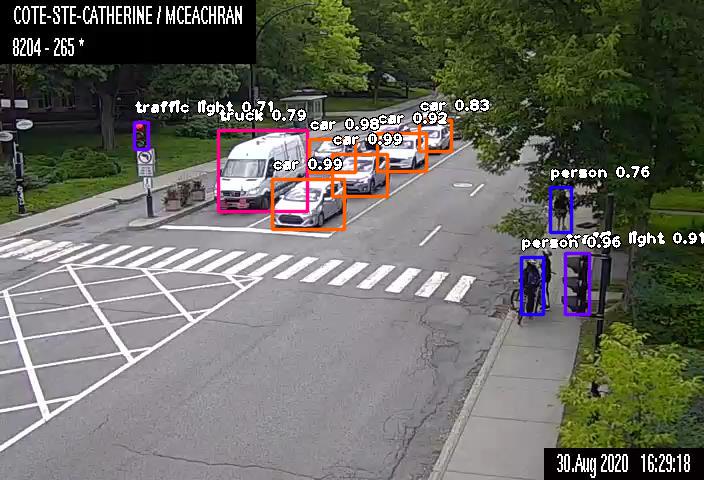 COTE-STE-CATHERINE / MCEACHRAN
8204 - 265 *
traffic light 0.71
truck 0.79
car 0.98
car 0.92
car 0.83
car 0.99
car 0.99
person 0.76
person 0.96
light 0.91
30.Aug 2020 16:29:18